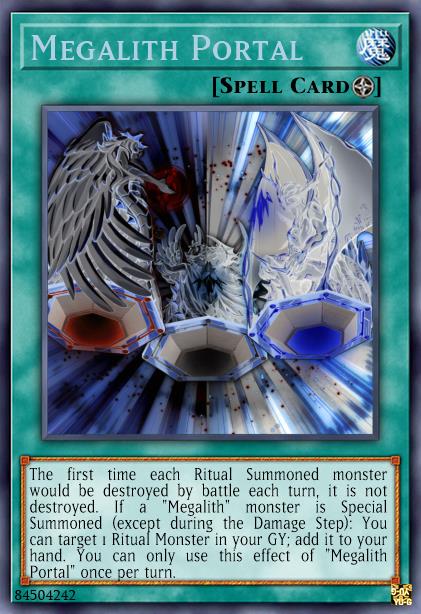 Megalith Portal
魔
[Spell Card]
The first time each Ritual Summoned monster
would be destroyed by battle each turn, it is not
destroyed. If a "Megalith" monster is Special
Summoned (except during the Damage Step): You
can target 1 Ritual Monster in your GY; add it to your
hand. You can only use this effect of "Megalith
Portal" once per turn.
84504242